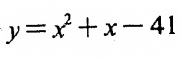 y = x² + x − 41